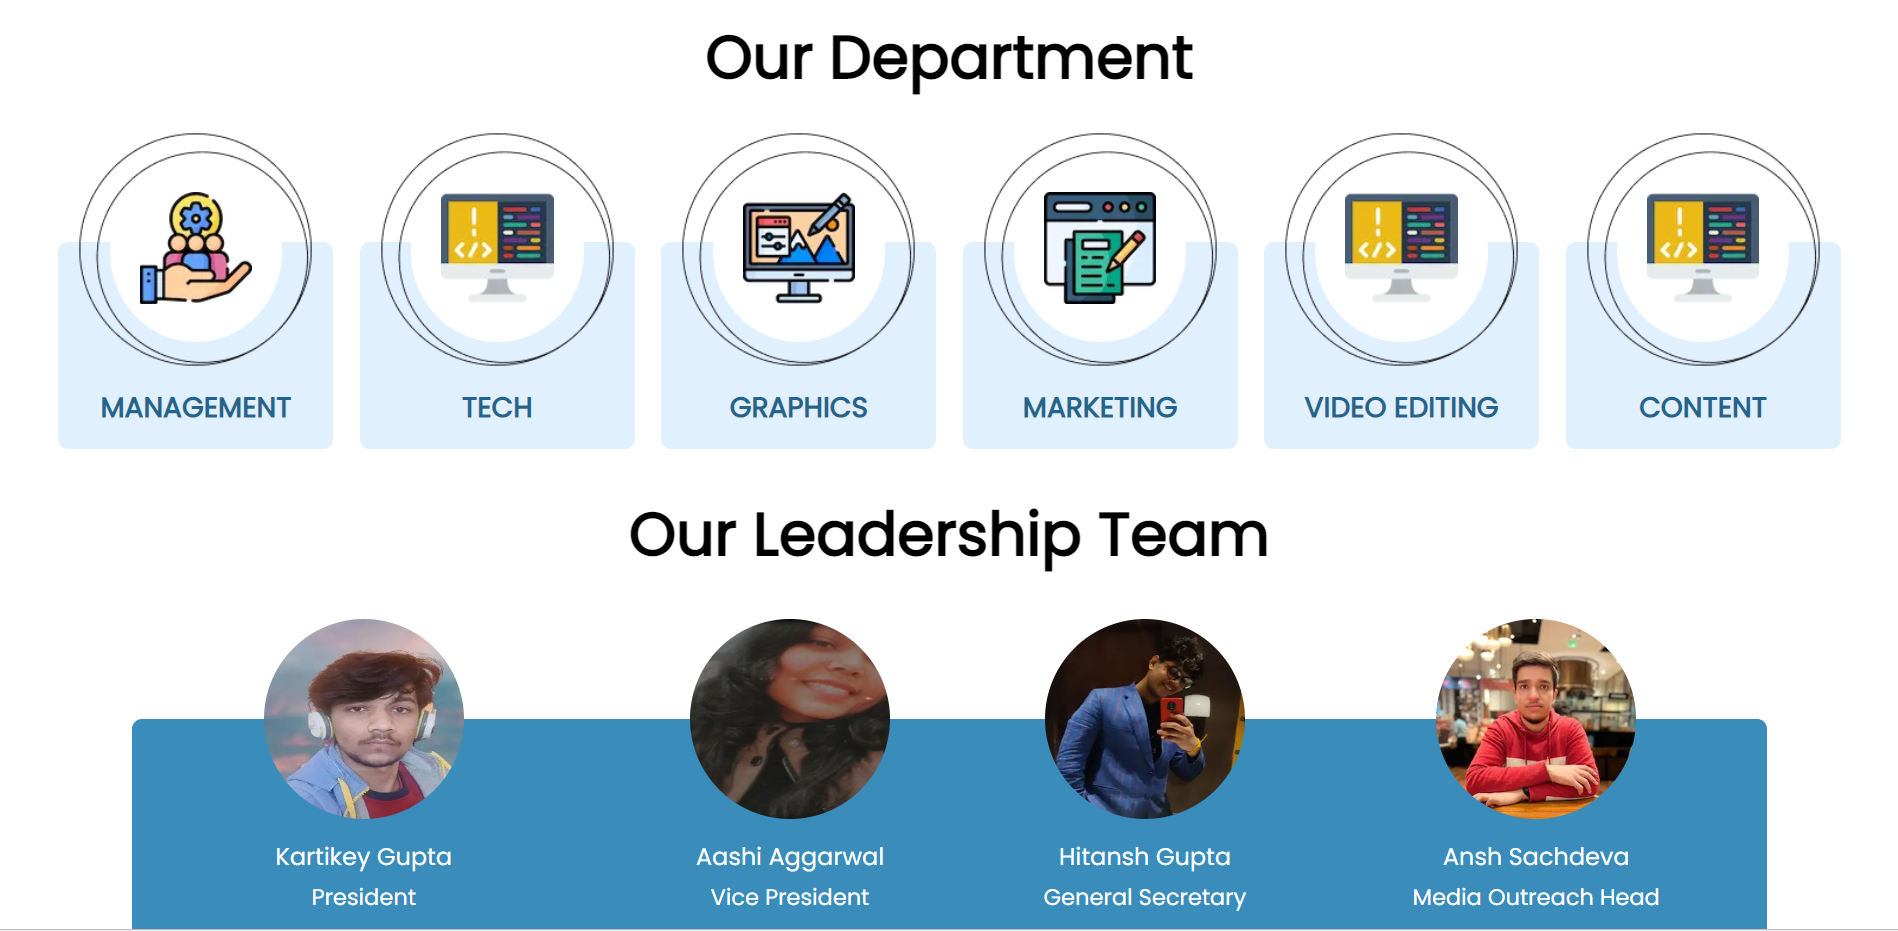 Our Department
MANAGEMENT
TECH
GRAPHICS
MARKETING
VIDEO EDITING
CONTENT
Our Leadership Team
Kartikey Gupta
President
Aashi Aggarwal
Vice President
Hitansh Gupta
General Secretary
Ansh Sachdeva
Media Outreach Head